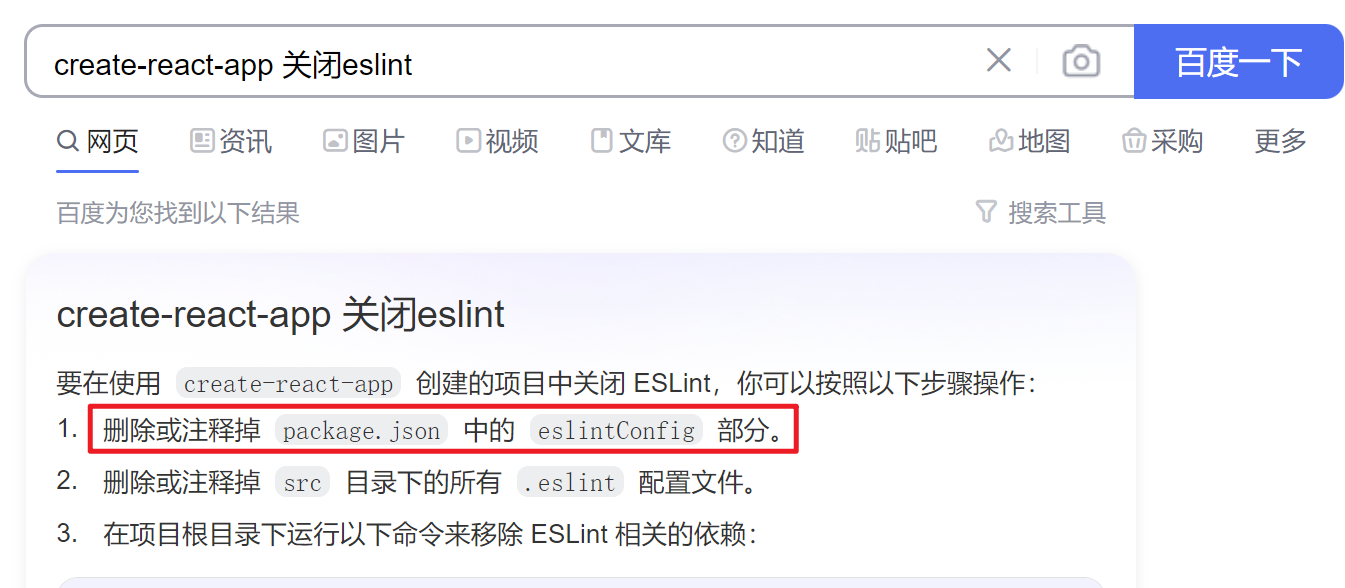 create-react-app 关闭eslint
百度一下
网页 资讯 图片 视频 文库 知道 贴 贴吧 地图 采购 更多
百度为您找到以下结果 搜索工具
create-react-app 关闭eslint
要在使用 create-react-app 创建的项目中关闭 ESLint，你可以按照以下步骤操作：
1. 删除或注释掉 package.json 中的 eslintConfig 部分。
2. 删除或注释掉 src 目录下的所有 .eslint 配置文件。
3. 在项目根目录下运行以下命令来移除 ESLint 相关的依赖：